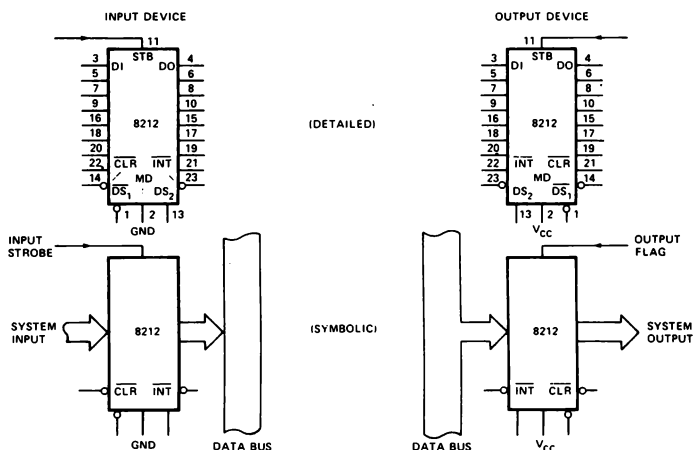 INPUT DEVICE
11
STB
3 DI DO 4
5 6
7 8
9 10
16 8212 15
18 17
20 19
22 CLR INT 21
14 MD 23
DS1 DS2
1 2 13
GND
(DETAILED)
OUTPUT DEVICE
11
STB
3 DI DO 4
5 6
7 8
9 10
16 8212 15
18 17
20 19
22 INT CLR 21
23 MD 14
DS2 DS1
13 2 1
VCC
INPUT
STROBE
SYSTEM
INPUT
8212
CLR INT
GND
DATA BUS
(SYMBOLIC)
OUTPUT
FLAG
8212
SYSTEM
OUTPUT
INT CLR
DATA BUS
VCC